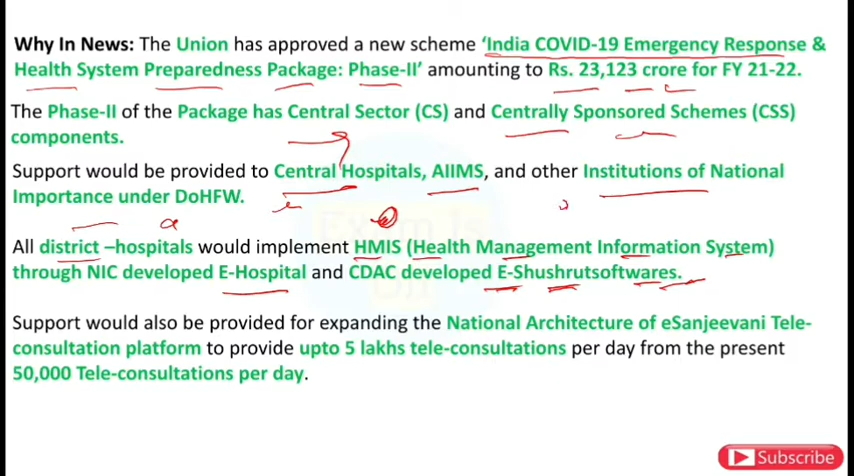 Why In News: The Union has approved a new scheme ‘India COVID-19 Emergency Response &
Health System Preparedness Package: Phase-II’ amounting to Rs. 23,123 crore for FY 21-22.
The Phase-II of the Package has Central Sector (CS) and Centrally Sponsored Schemes (CSS)
components.
Support would be provided to Central Hospitals, AIIMS, and other Institutions of National
Importance under DoHFW.
All district –hospitals would implement HMIS (Health Management Information System)
through NIC developed E-Hospital and CDAC developed E-Shushrutsoftwares.
Support would also be provided for expanding the National Architecture of eSanjeevani Tele-
consultation platform to provide upto 5 lakhs tele-consultations per day from the present
50,000 Tele-consultations per day.
Subscribe